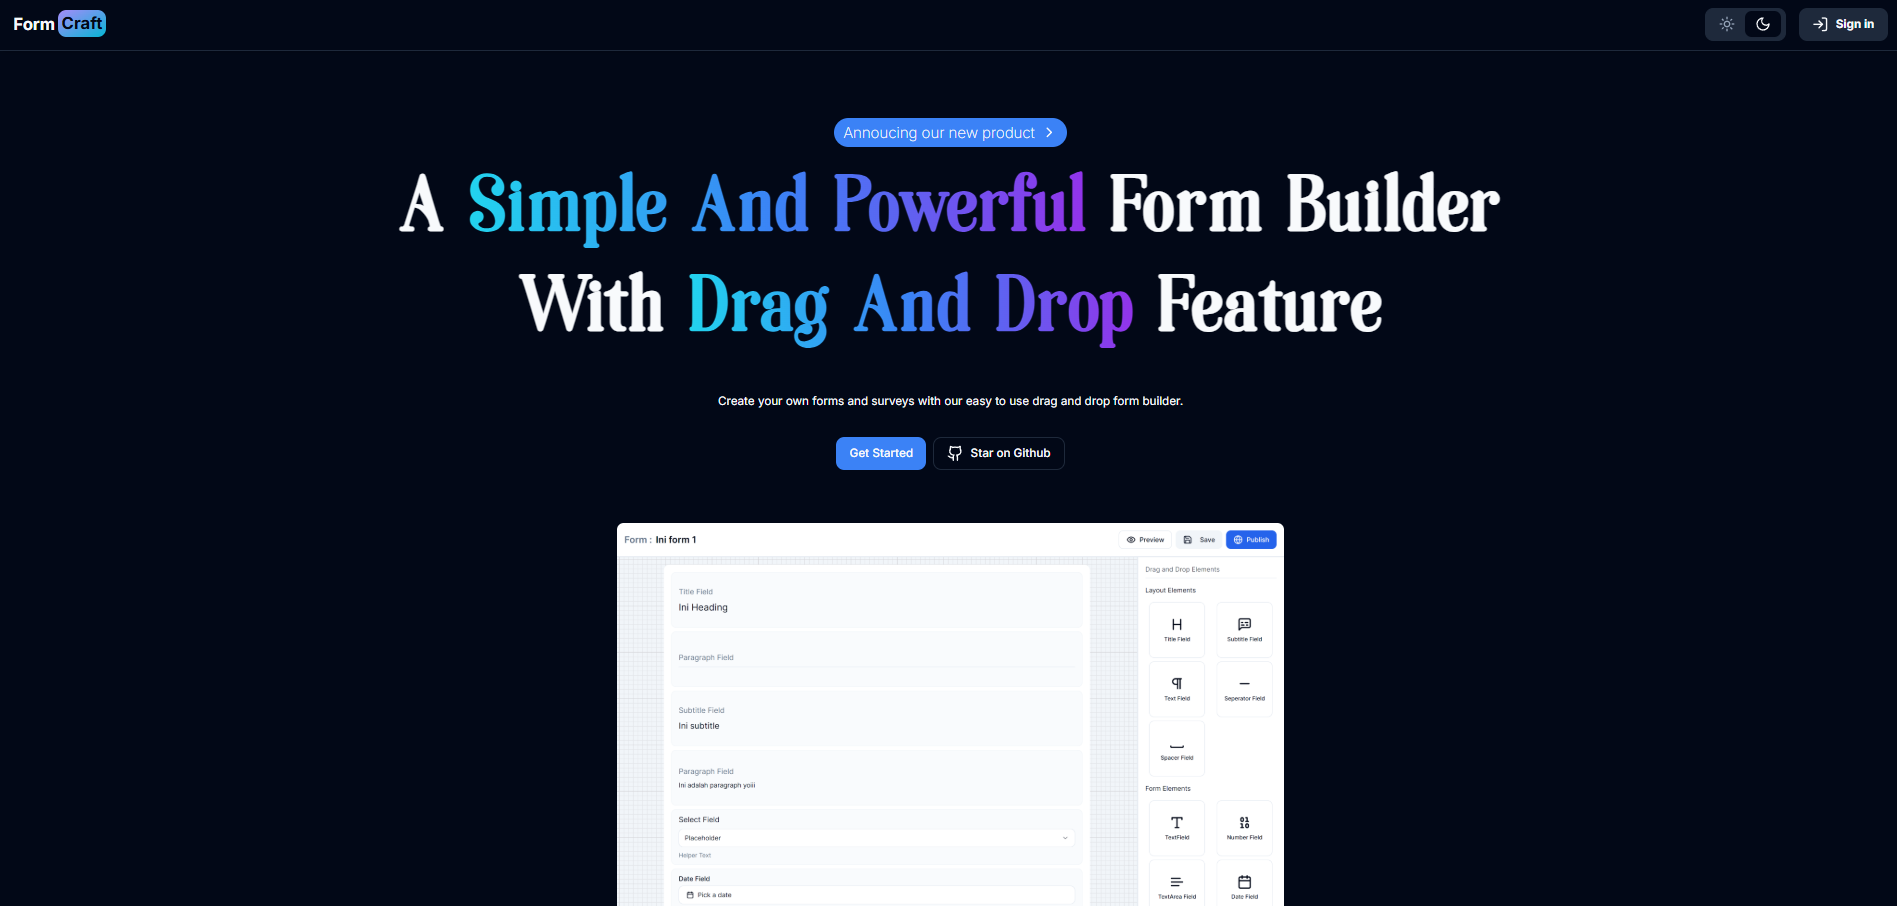 Form Craft
Sign in
Annoucing our new product
A Simple And Powerful Form Builder
With Drag And Drop Feature
Create your own forms and surveys with our easy to use drag and drop form builder.
Get Started
Star on Github
Form : Ini form 1
Preview
Save
Publish
Title Field
Ini Heading
Paragraph Field
Subtitle Field
Ini subtitle
Paragraph Field
Ini adalah paragraph yoiii
Select Field
Placeholder
Helper Text
Date Field
Pick a date
Drag and Drop Elements
Layout Elements
H
Title Field
Subtitle Field
Text Field
Seperator Field
Spacer Field
Form Elements
T
TextField
01
10
Number Field
TextArea Field
Date Field